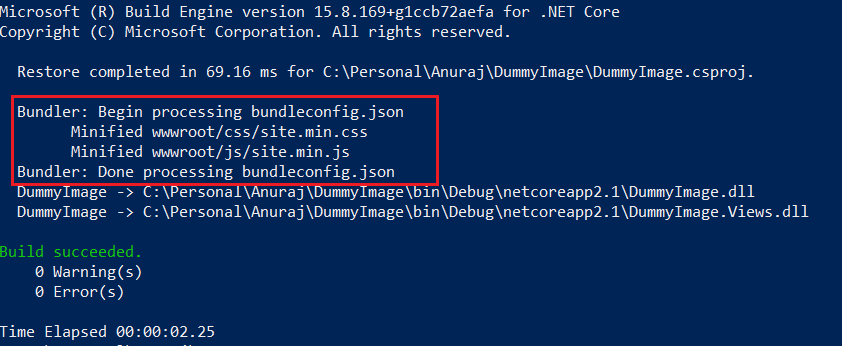 Microsoft (R) Build Engine version 15.8.169+g1ccb72aefa for .NET Core
Copyright (C) Microsoft Corporation. All rights reserved.
Restore completed in 69.16 ms for C:\Personal\Anuraj\DummyImage\DummyImage.csproj.
Bundler: Begin processing bundleconfig.json
Minified wwwroot/css/site.min.css
Minified wwwroot/js/site.min.js
Bundler: Done processing bundleconfig.json
DummyImage -> C:\Personal\Anuraj\DummyImage\bin\Debug\netcoreapp2.1\DummyImage.dll
DummyImage -> C:\Personal\Anuraj\DummyImage\bin\Debug\netcoreapp2.1\DummyImage.Views.dll
Build succeeded.
0 Warning(s)
0 Error(s)
Time Elapsed 00:00:02.25